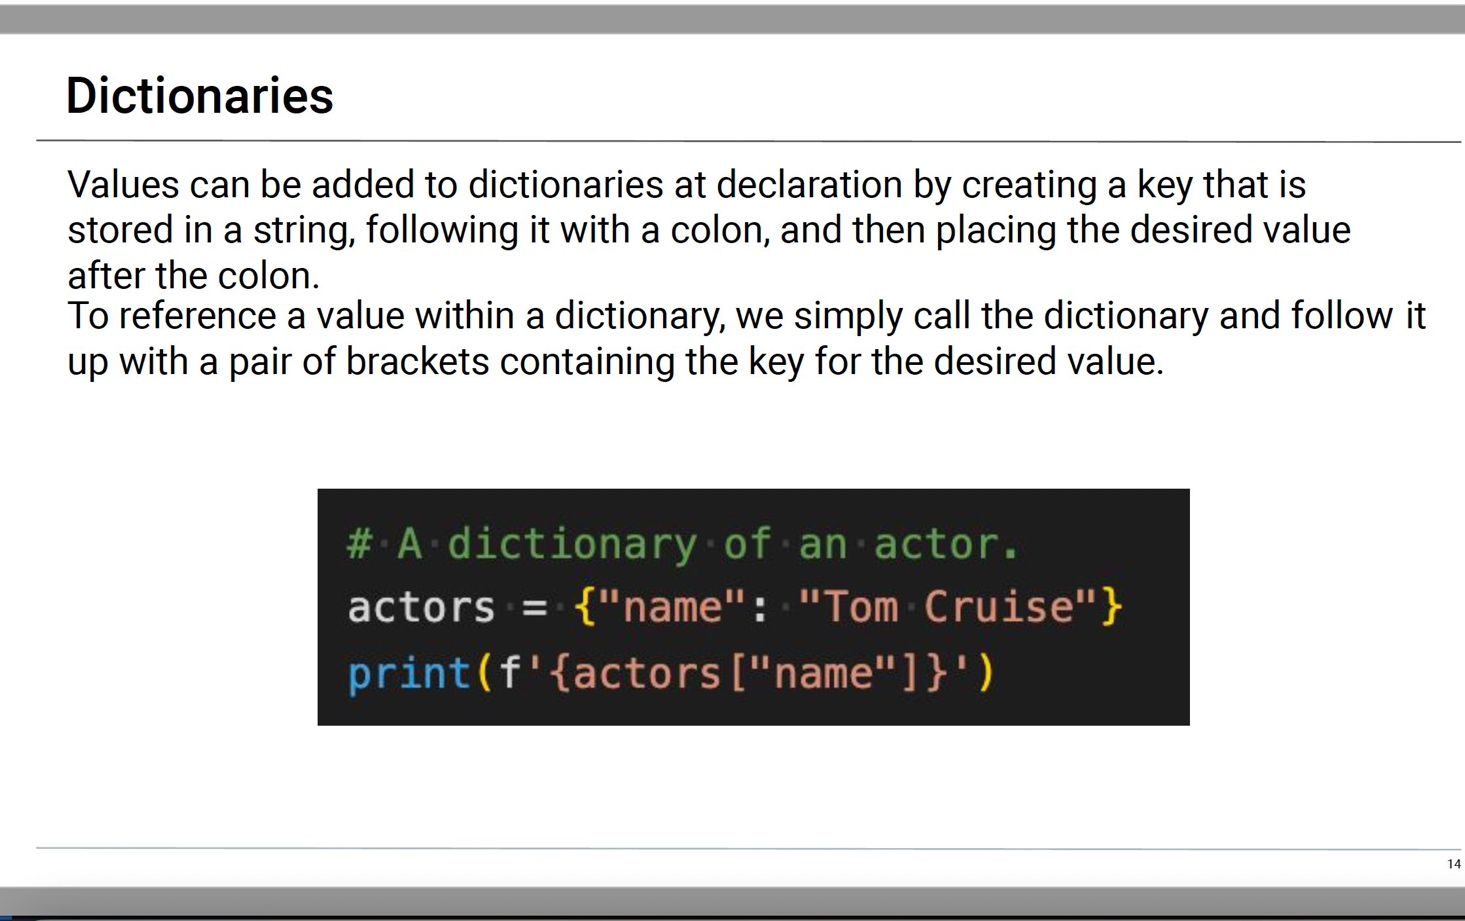 Dictionaries
Values can be added to dictionaries at declaration by creating a key that is
stored in a string, following it with a colon, and then placing the desired value
after the colon.
To reference a value within a dictionary, we simply call the dictionary and follow it
up with a pair of brackets containing the key for the desired value.
# A dictionary of an actor.
actors = {"name": "Tom Cruise"}
print(f'{actors["name"]}')
14